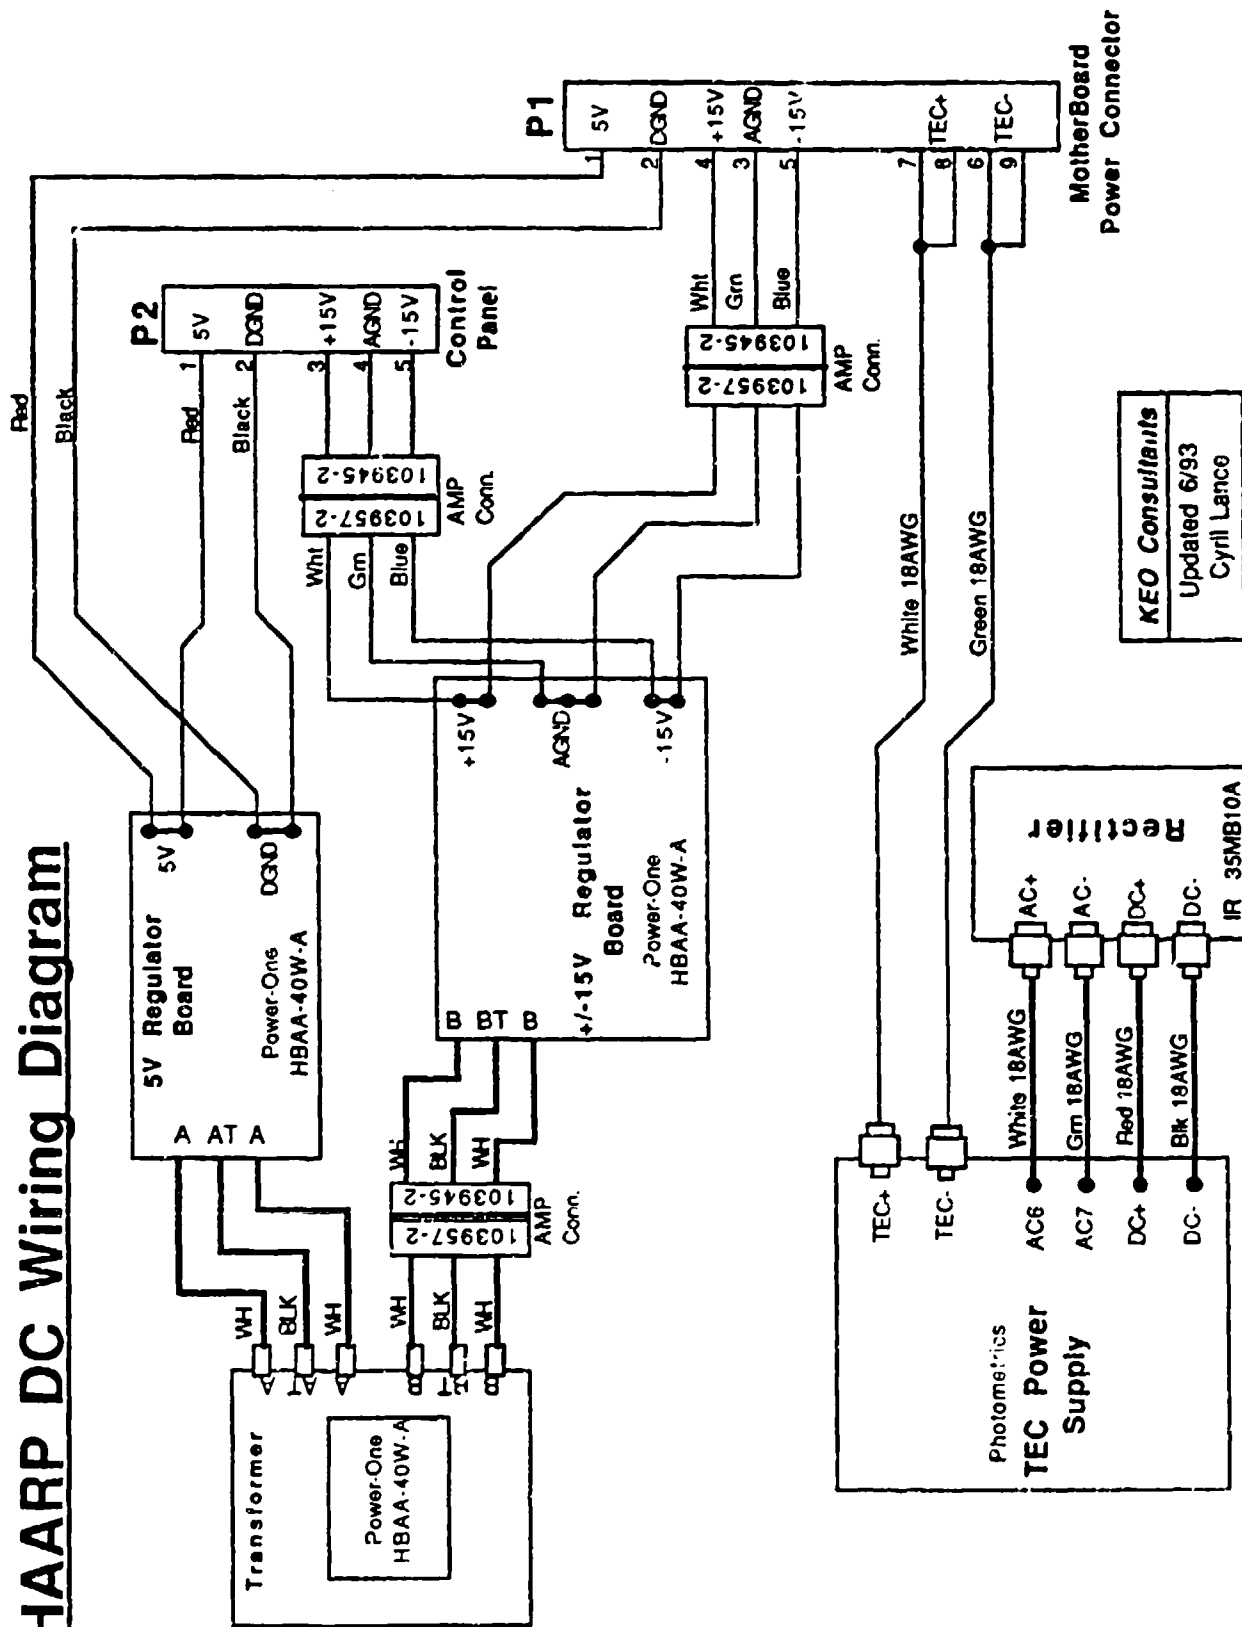 HAARP DC Wiring Diagram
Transformer
Power-One
HBAA-40W-A
A
AT
A
B
BT
B
WH
BLK
WH
WH
BLK
WH
103957-2
103945-2
AMP
Conn.
WH
BLK
WH
A
AT
A
5V Regulator
Board
Power-One
HBAA-40W-A
5V
DGND
B
BT
B
+/-15V Regulator
Board
Power-One
HBAA-40W-A
+15V
AGND
-15V
Red
Black
Red
Black
Wht
Grn
Blue
103957-2
103945-2
AMP
Conn.
P2
1
2
3
4
5
5V
DGND
+15V
AGND
-15V
Control
Panel
103957-2
103945-2
AMP
Conn.
Wht
Grn
Blue
P1
1
2
4
3
5
7
8
6
9
5V
DGND
+15V
AGND
-15V
TEC+
TEC-
MotherBoard
Power Connector
White 18AWG
Green 18AWG
Photometrics
TEC Power
Supply
TEC+
TEC-
AC6
AC7
DC+
DC-
White 18AWG
Grn 18AWG
Red 18AWG
Blk 18AWG
AC+
AC-
DC+
DC-
Rectifier
IR 35MB10A
KEO Consultants
Updated 6/93
Cyril Lance